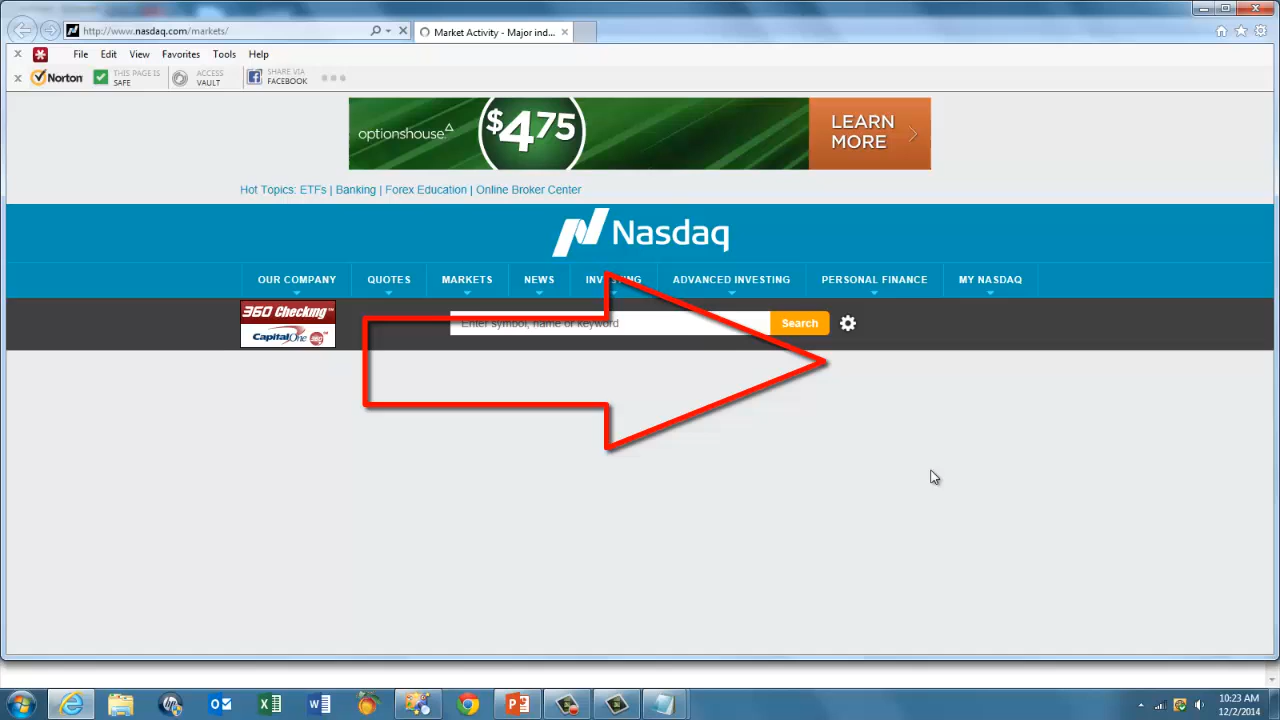 http://www.nasdaq.com/markets/
Market Activity - Major ind...
File Edit View Favorites Tools Help
Norton
THIS PAGE IS
SAFE
ACCESS
VAULT
SHARE VIA
FACEBOOK
optionshouse
$4.75
LEARN
MORE
Hot Topics: ETFs | Banking | Forex Education | Online Broker Center
Nasdaq
OUR COMPANY QUOTES MARKETS NEWS INVESTING ADVANCED INVESTING PERSONAL FINANCE MY NASDAQ
360 Checking
Capital One 360
Enter symbol, name or keyword
Search
10:23 AM
12/2/2014